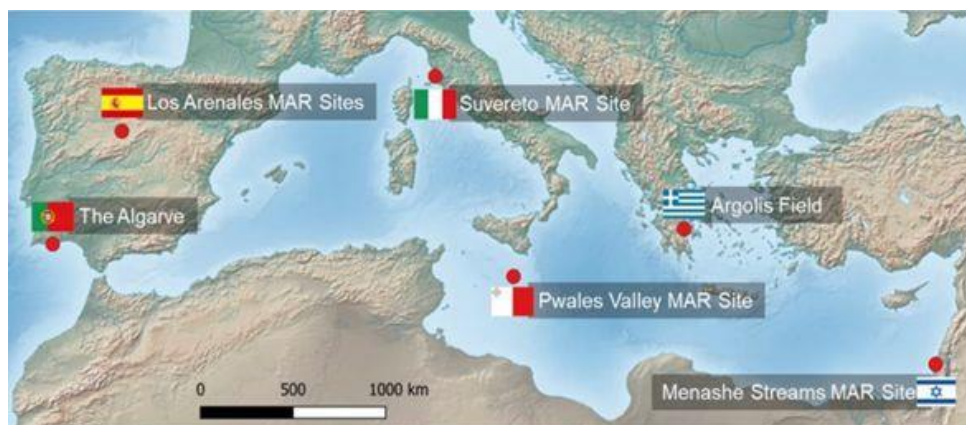 Los Arenales MAR Sites
Suvereto MAR Site
The Algarve
Argolis Field
Pwales Valley MAR Site
0 500 1000 km
Menashe Streams MAR Site